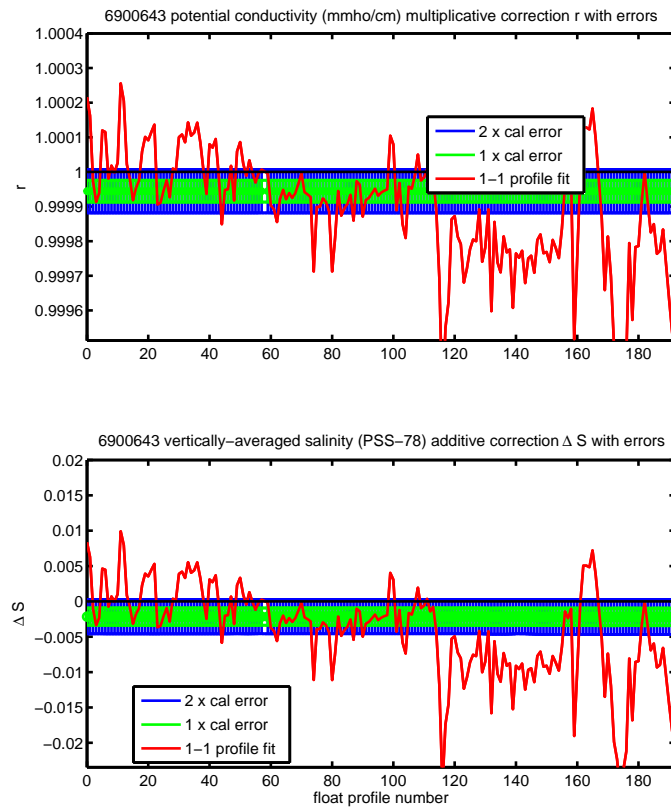 6900643 potential conductivity (mmho/cm) multiplicative correction r with errors
1.0004
1.0003
1.0002
1.0001
1
0.9999
0.9998
0.9997
0.9996
r
2 x cal error
1 x cal error
1−1 profile fit
0 20 40 60 80 100 120 140 160 180
6900643 vertically−averaged salinity (PSS−78) additive correction Δ S with errors
0.02
0.015
0.01
0.005
0
−0.005
−0.01
−0.015
−0.02
Δ S
2 x cal error
1 x cal error
1−1 profile fit
0 20 40 60 80 100 120 140 160 180
float profile number